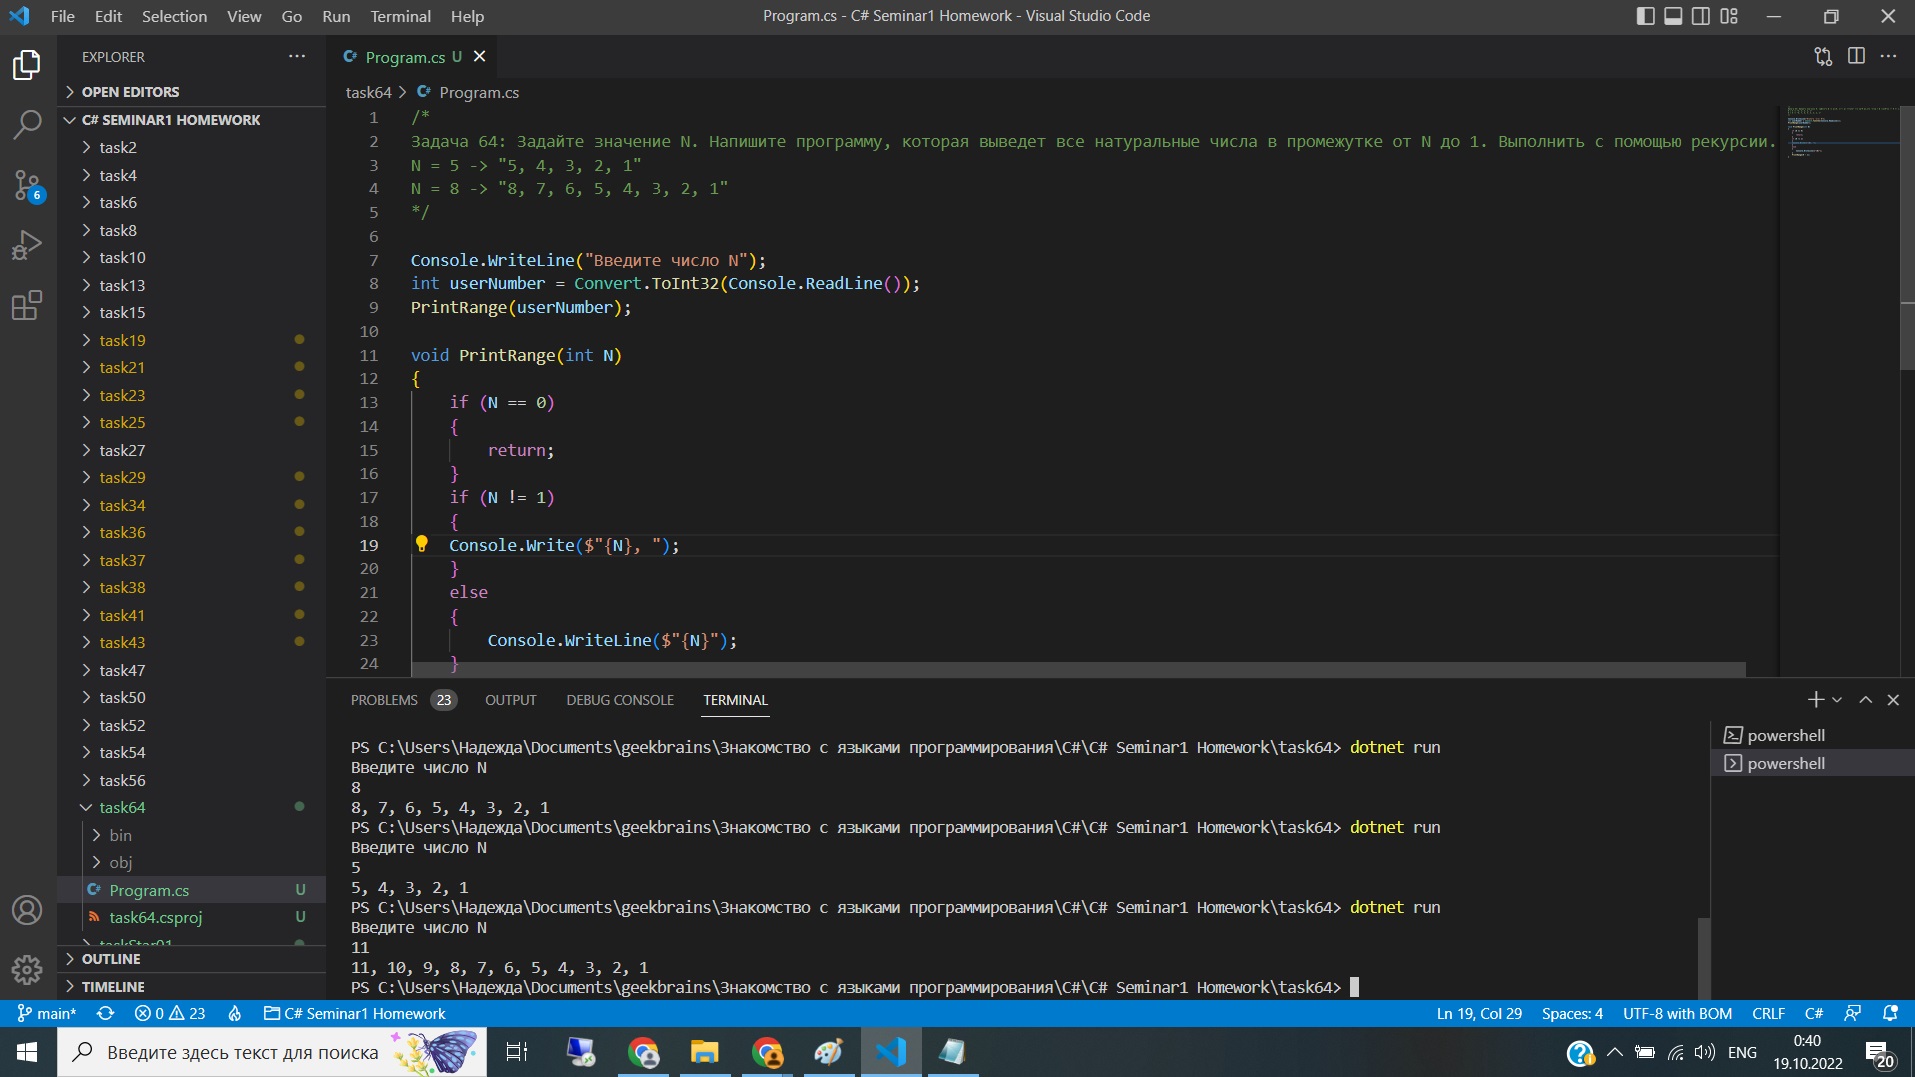 File Edit Selection View Go Run Terminal Help
Program.cs - C# Seminar1 Homework - Visual Studio Code
EXPLORER
OPEN EDITORS
C# SEMINAR1 HOMEWORK
task2
task4
task6
task8
task10
task13
task15
task19
task21
task23
task25
task27
task29
task34
task36
task37
task38
task41
task43
task47
task50
task52
task54
task56
task64
bin
obj
Program.cs U
task64.csproj U
taskStar01
OUTLINE
TIMELINE
6
Program.cs U
task64 > Program.cs
1 /*
2 Задача 64: Задайте значение N. Напишите программу, которая выведет все натуральные числа в промежутке от N до 1. Выполнить с помощью рекурсии.
3 N = 5 -> "5, 4, 3, 2, 1"
4 N = 8 -> "8, 7, 6, 5, 4, 3, 2, 1"
5 */
6
7 Console.WriteLine("Введите число N");
8 int userNumber = Convert.ToInt32(Console.ReadLine());
9 PrintRange(userNumber);
10
11 void PrintRange(int N)
12 {
13 if (N == 0)
14 {
15 return;
16 }
17 if (N != 1)
18 {
19 Console.Write($"{N}, ");
20 }
21 else
22 {
23 Console.WriteLine($"{N}");
24 }
PROBLEMS 23 OUTPUT DEBUG CONSOLE TERMINAL
PS C:\Users\Надежда\Documents\geekbrains\Знакомство с языками программирования\C#\C# Seminar1 Homework\task64> dotnet run
Введите число N
8
8, 7, 6, 5, 4, 3, 2, 1
PS C:\Users\Надежда\Documents\geekbrains\Знакомство с языками программирования\C#\C# Seminar1 Homework\task64> dotnet run
Введите число N
5
5, 4, 3, 2, 1
PS C:\Users\Надежда\Documents\geekbrains\Знакомство с языками программирования\C#\C# Seminar1 Homework\task64> dotnet run
Введите число N
11
11, 10, 9, 8, 7, 6, 5, 4, 3, 2, 1
PS C:\Users\Надежда\Documents\geekbrains\Знакомство с языками программирования\C#\C# Seminar1 Homework\task64>
powershell
powershell
main* 0 23 C# Seminar1 Homework
Ln 19, Col 29 Spaces: 4 UTF-8 with BOM CRLF C#
Введите здесь текст для поиска
ENG
0:40
19.10.2022
20